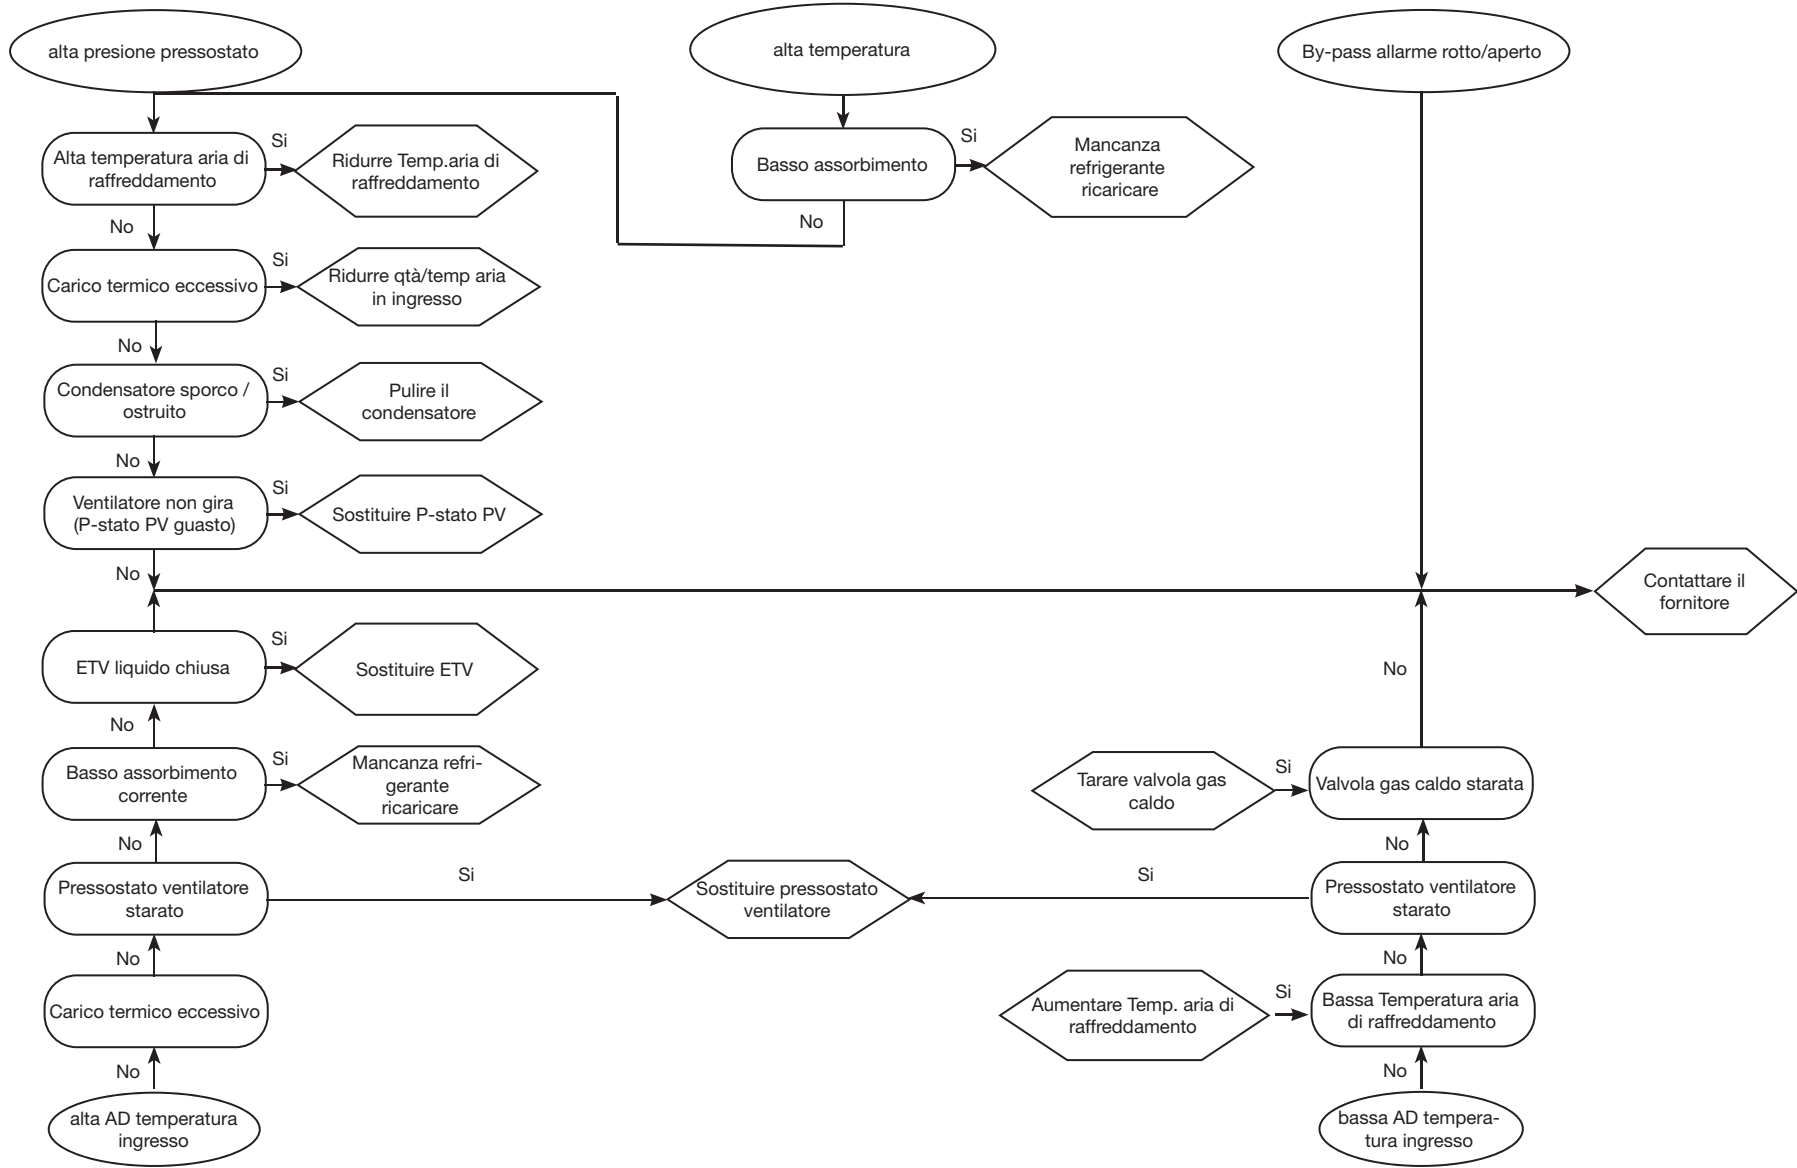 alta presione pressostato
alta temperatura
By-pass allarme rotto/aperto
Alta temperatura aria di
raffreddamento
Si
Ridurre Temp.aria di
raffreddamento
Basso assorbimento
Si
Mancanza
refrigerante
ricaricare
No
No
Carico termico eccessivo
Si
Ridurre qtà/temp aria
in ingresso
No
Condensatore sporco /
ostruito
Si
Pulire il
condensatore
No
Ventilatore non gira
(P-stato PV guasto)
Si
Sostituire P-stato PV
No
Contattare il
fornitore
ETV liquido chiusa
Si
Sostituire ETV
No
No
Basso assorbimento
corrente
Si
Mancanza refri-
gerante
ricaricare
Tarare valvola gas
caldo
Si
Valvola gas caldo starata
No
No
Pressostato ventilatore
starato
Si
Sostituire pressostato
ventilatore
Si
Pressostato ventilatore
starato
No
No
Carico termico eccessivo
Aumentare Temp. aria di
raffreddamento
Si
Bassa Temperatura aria
di raffreddamento
No
No
alta AD temperatura
ingresso
bassa AD tempera-
tura ingresso